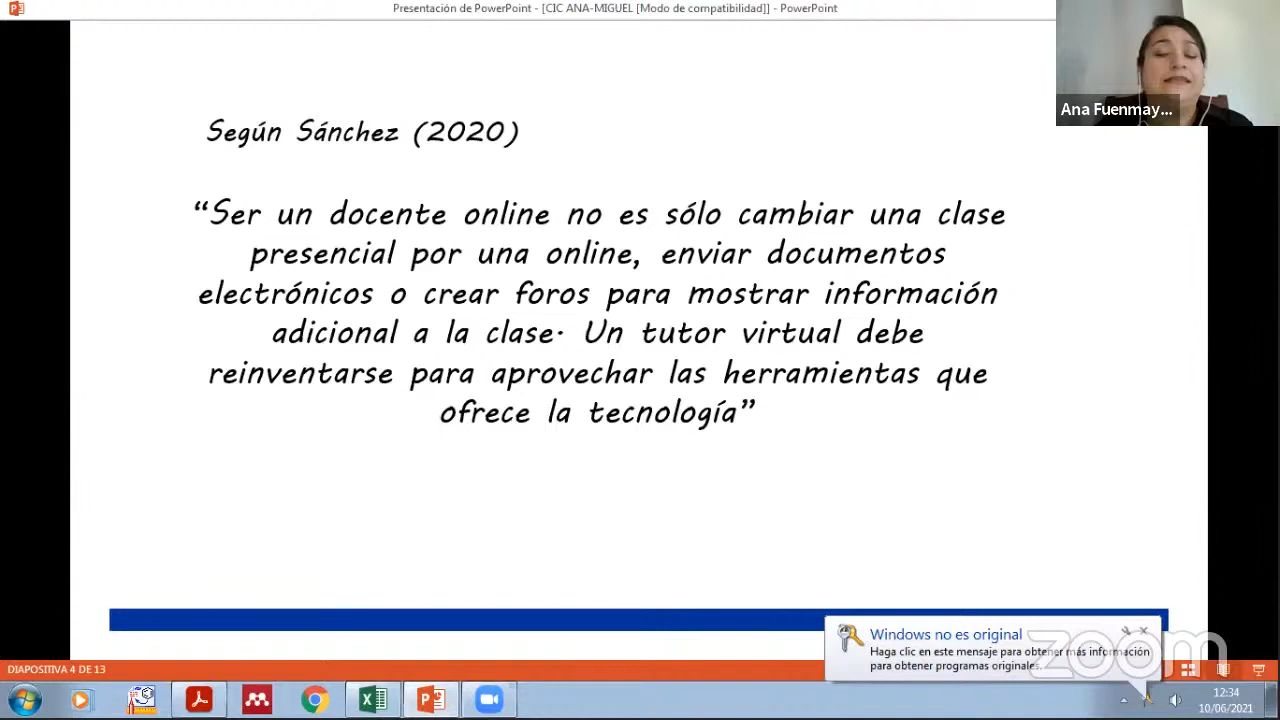 Presentación de PowerPoint - [CIC ANA-MIGUEL [Modo de compatibilidad]] - PowerPoint
Ana Fuenmay...
Según Sánchez (2020)
“Ser un docente online no es sólo cambiar una clase
presencial por una online, enviar documentos
electrónicos o crear foros para mostrar información
adicional a la clase. Un tutor virtual debe
reinventarse para aprovechar las herramientas que
ofrece la tecnología”
Windows no es original
Haga clic en este mensaje para obtener más información
para obtener programas originales.
zoom
DIAPOSITIVA 4 DE 13
12:34
10/06/2021